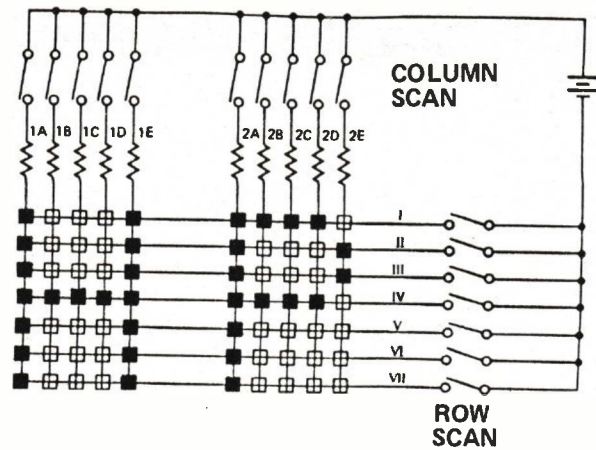 COLUMN
SCAN
1A 1B 1C 1D 1E 2A 2B 2C 2D 2E
I
II
III
IV
V
VI
VII
ROW
SCAN